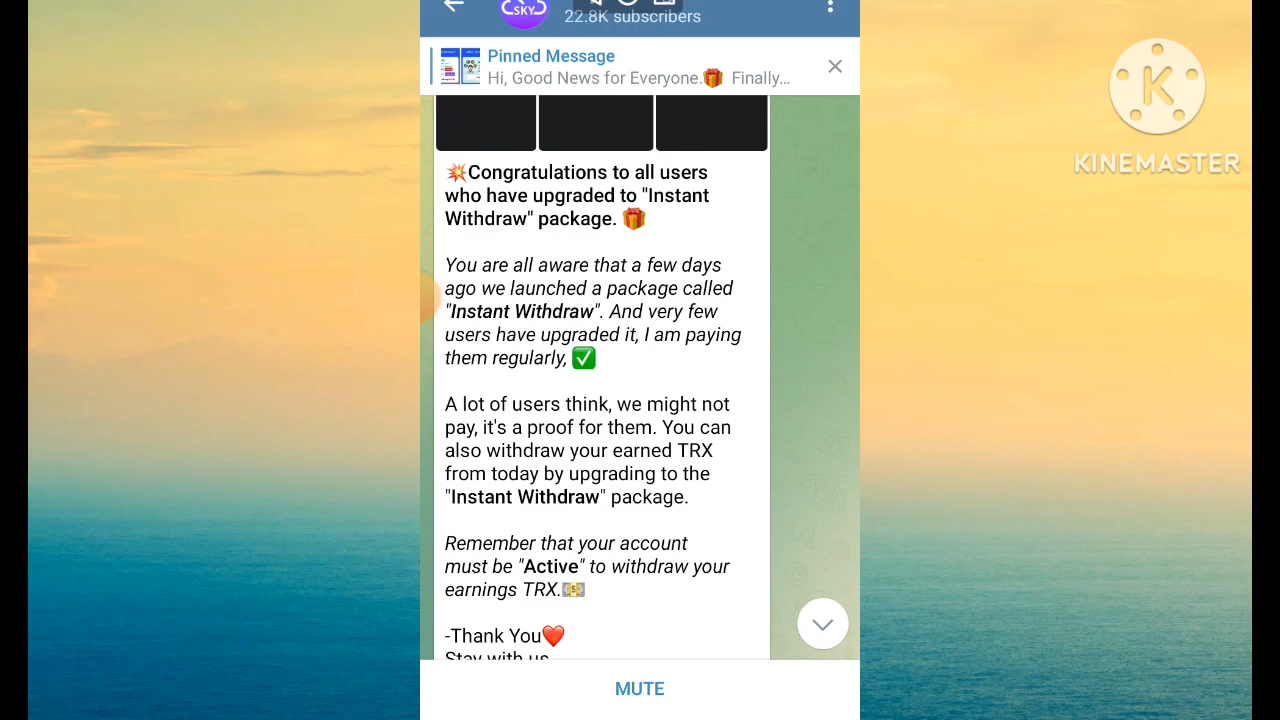 SKY
22.8K subscribers
Pinned Message
Hi, Good News for Everyone.🎁 Finally...
💥Congratulations to all users
who have upgraded to "Instant
Withdraw" package. 🎁
You are all aware that a few days
ago we launched a package called
"Instant Withdraw". And very few
users have upgraded it, I am paying
them regularly, ✅
A lot of users think, we might not
pay, it's a proof for them. You can
also withdraw your earned TRX
from today by upgrading to the
"Instant Withdraw" package.
Remember that your account
must be "Active" to withdraw your
earnings TRX.💵
-Thank You❤️
Stay with us
MUTE
K
KINEMASTER